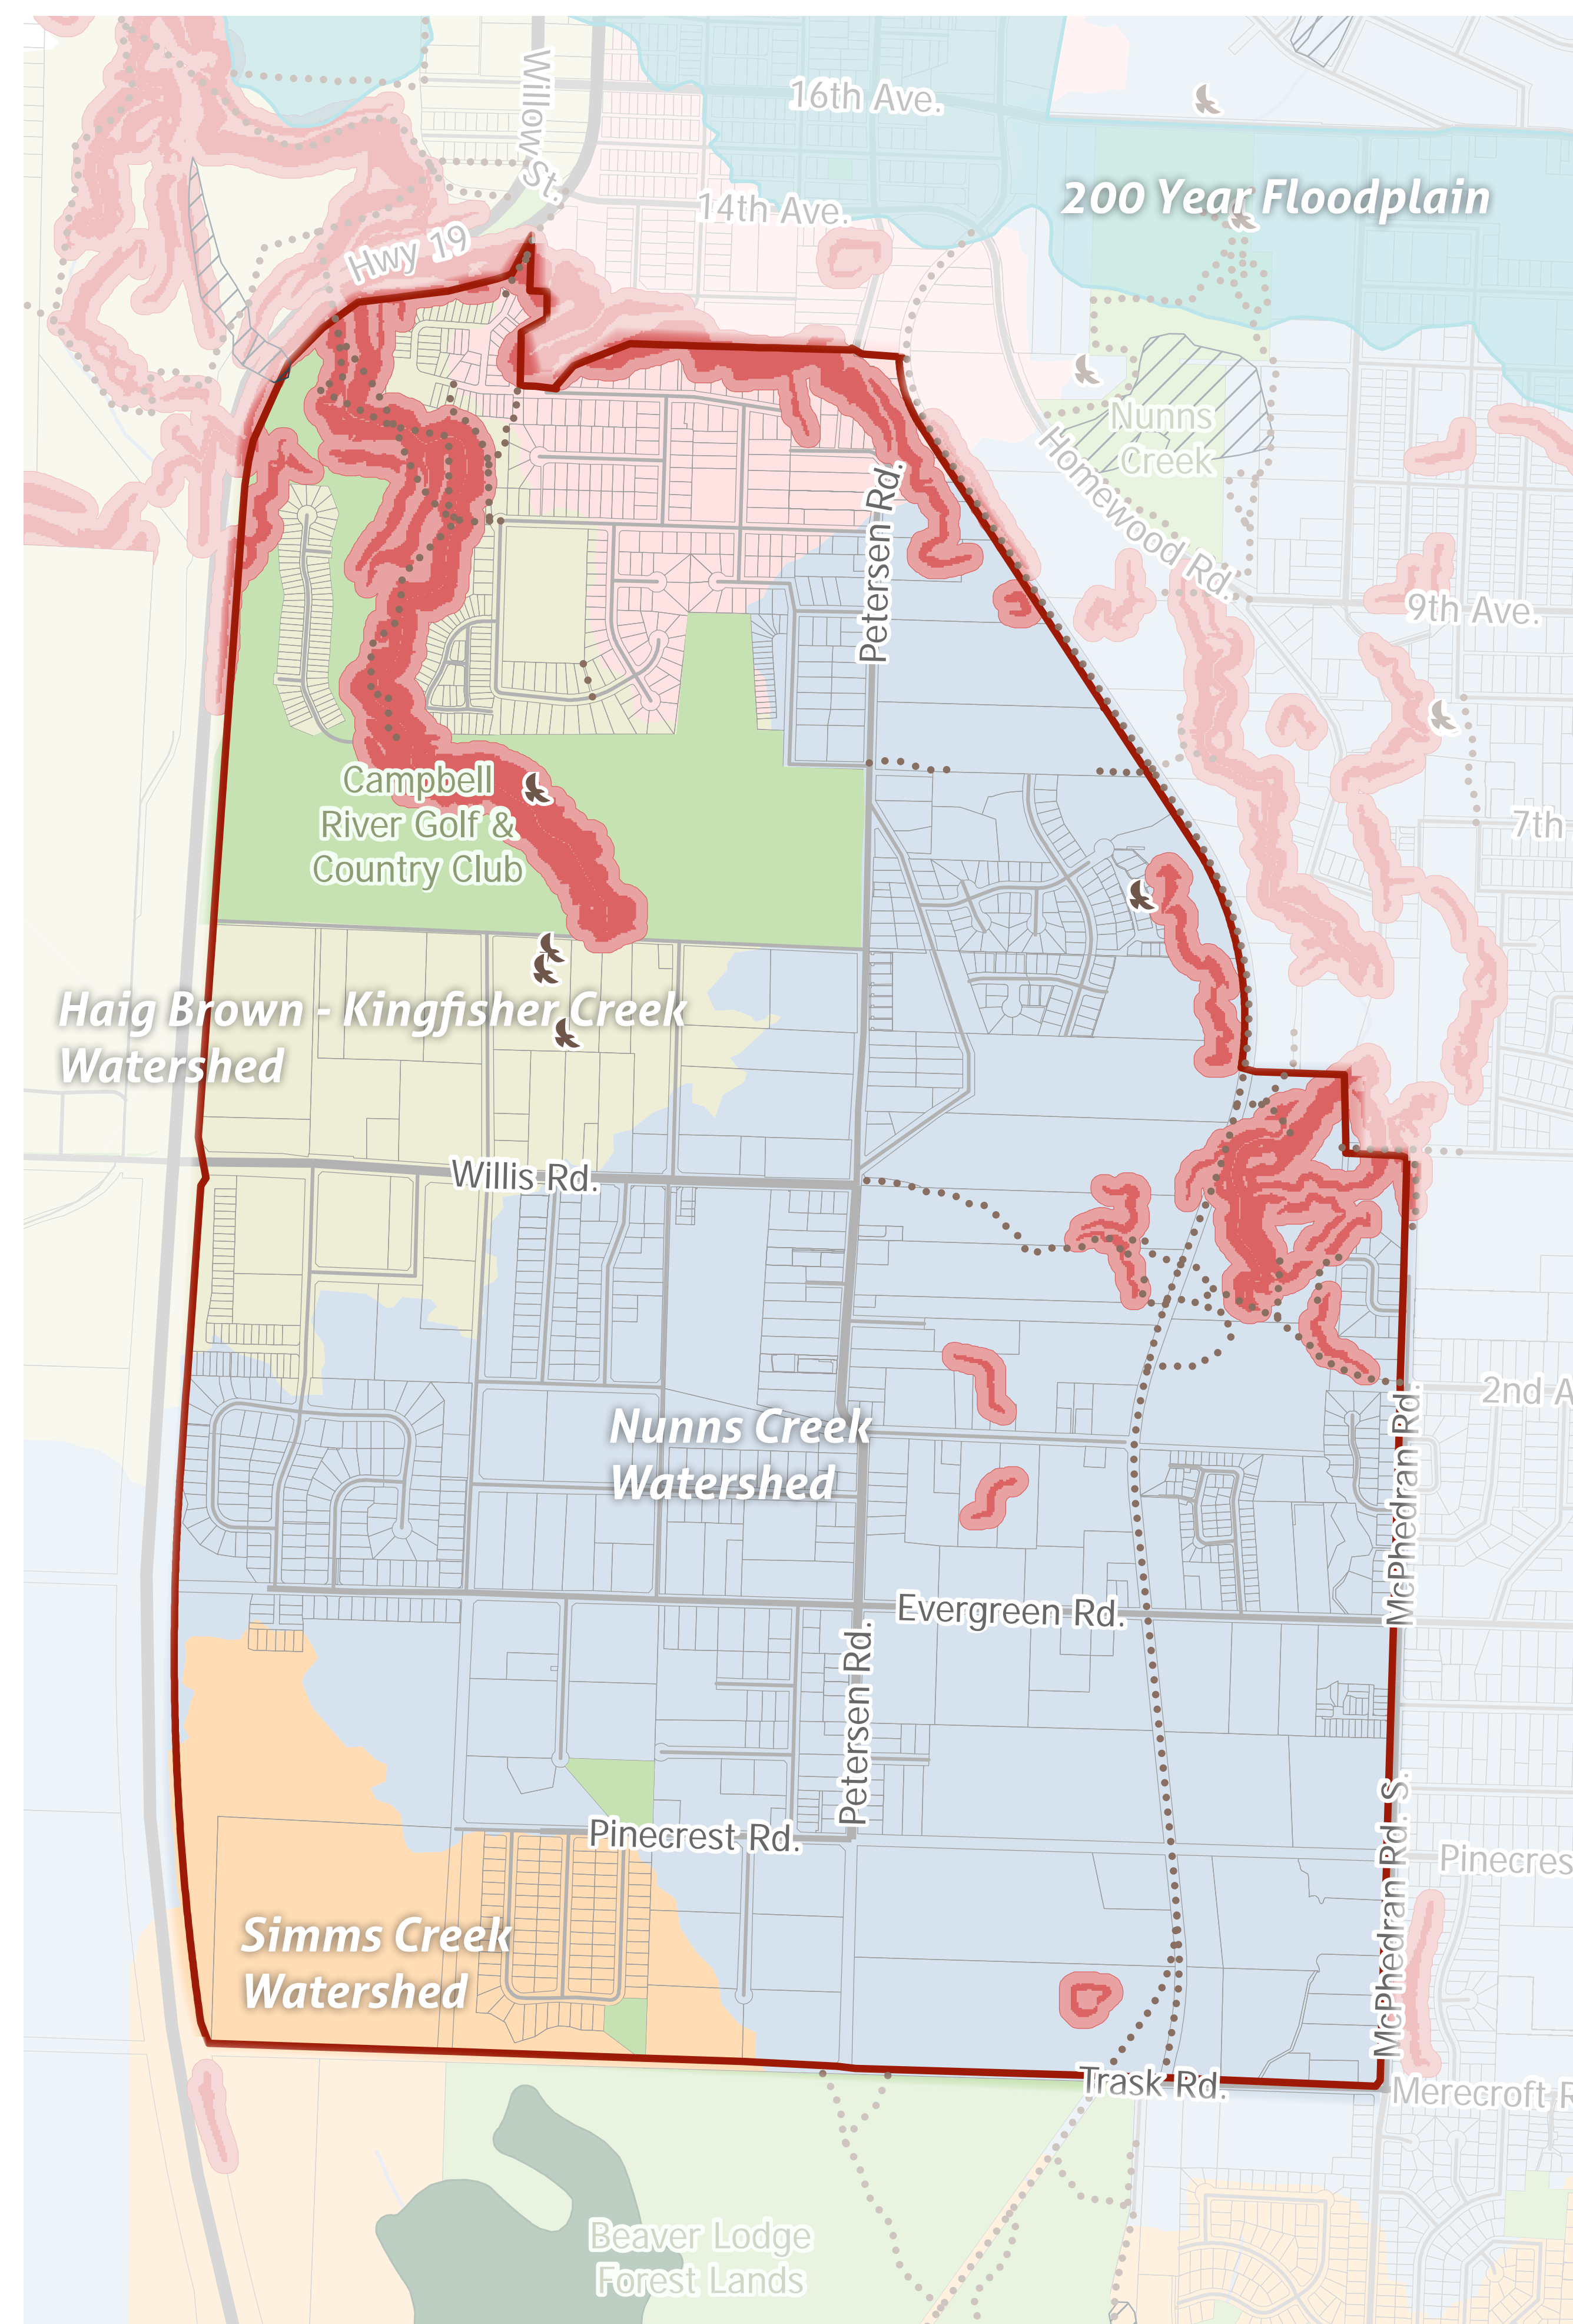 Willow St.
16th Ave.
14th Ave.
200 Year Floodplain
Hwy 19
Nunns
Creek
Homewood Rd.
Petersen Rd.
9th Ave.
Campbell
River Golf &
Country Club
7th
Haig Brown - Kingfisher Creek
Watershed
Willis Rd.
2nd A
Nunns Creek
Watershed
McPhedran Rd.
Evergreen Rd.
Petersen Rd.
Pinecrest Rd.
McPhedran Rd. S.
Pinecres
Simms Creek
Watershed
Trask Rd.
Merecroft R
Beaver Lodge
Forest Lands